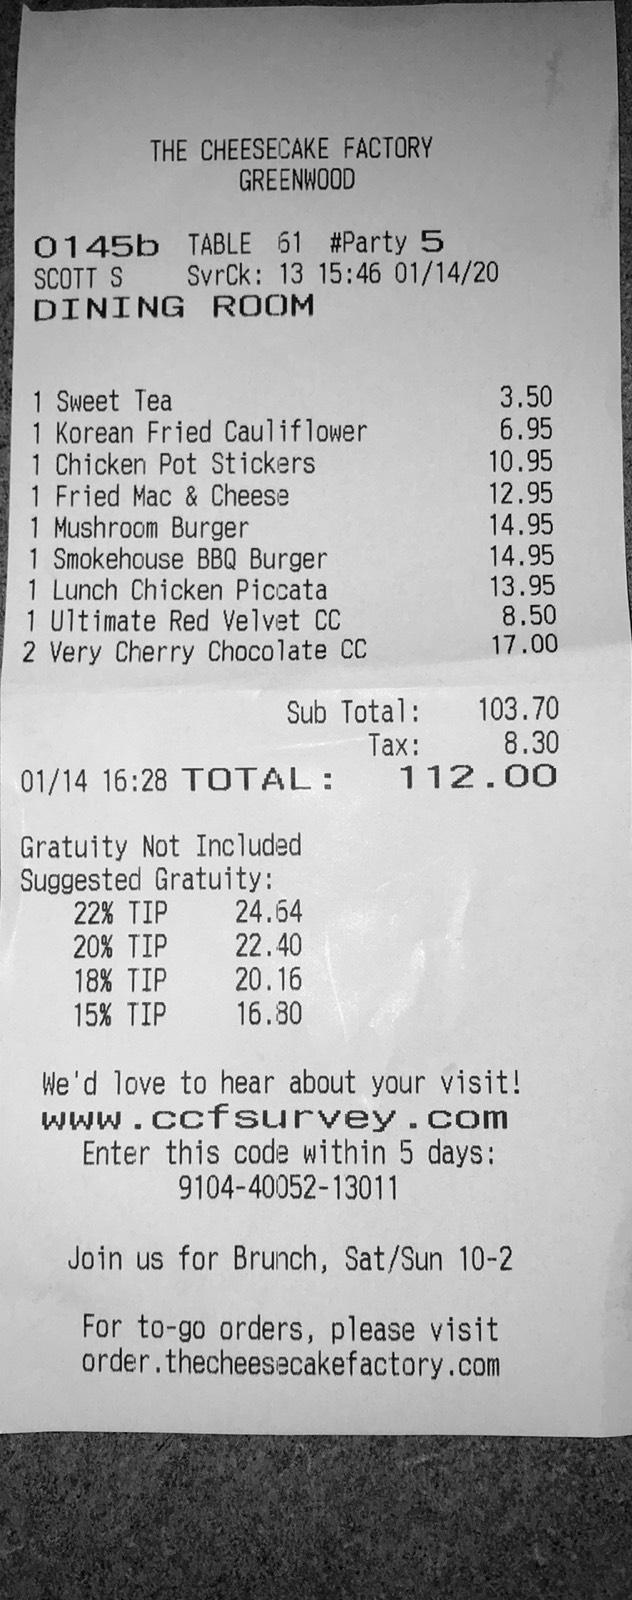 THE CHEESECAKE FACTORY
GREENWOOD
0145b TABLE 61 #Party 5
SCOTT S SvrCk: 13 15:46 01/14/20
DINING ROOM
1 Sweet Tea 3.50
1 Korean Fried Cauliflower 6.95
1 Chicken Pot Stickers 10.95
1 Fried Mac & Cheese 12.95
1 Mushroom Burger 14.95
1 Smokehouse BBQ Burger 14.95
1 Lunch Chicken Piccata 13.95
1 Ultimate Red Velvet CC 8.50
2 Very Cherry Chocolate CC 17.00
Sub Total: 103.70
Tax: 8.30
01/14 16:28 TOTAL: 112.00
Gratuity Not Included
Suggested Gratuity:
22% TIP 24.64
20% TIP 22.40
18% TIP 20.16
15% TIP 16.80
We'd love to hear about your visit!
www.ccfsurvey.com
Enter this code within 5 days:
9104-40052-13011
Join us for Brunch, Sat/Sun 10-2
For to-go orders, please visit
order.thecheesecakefactory.com